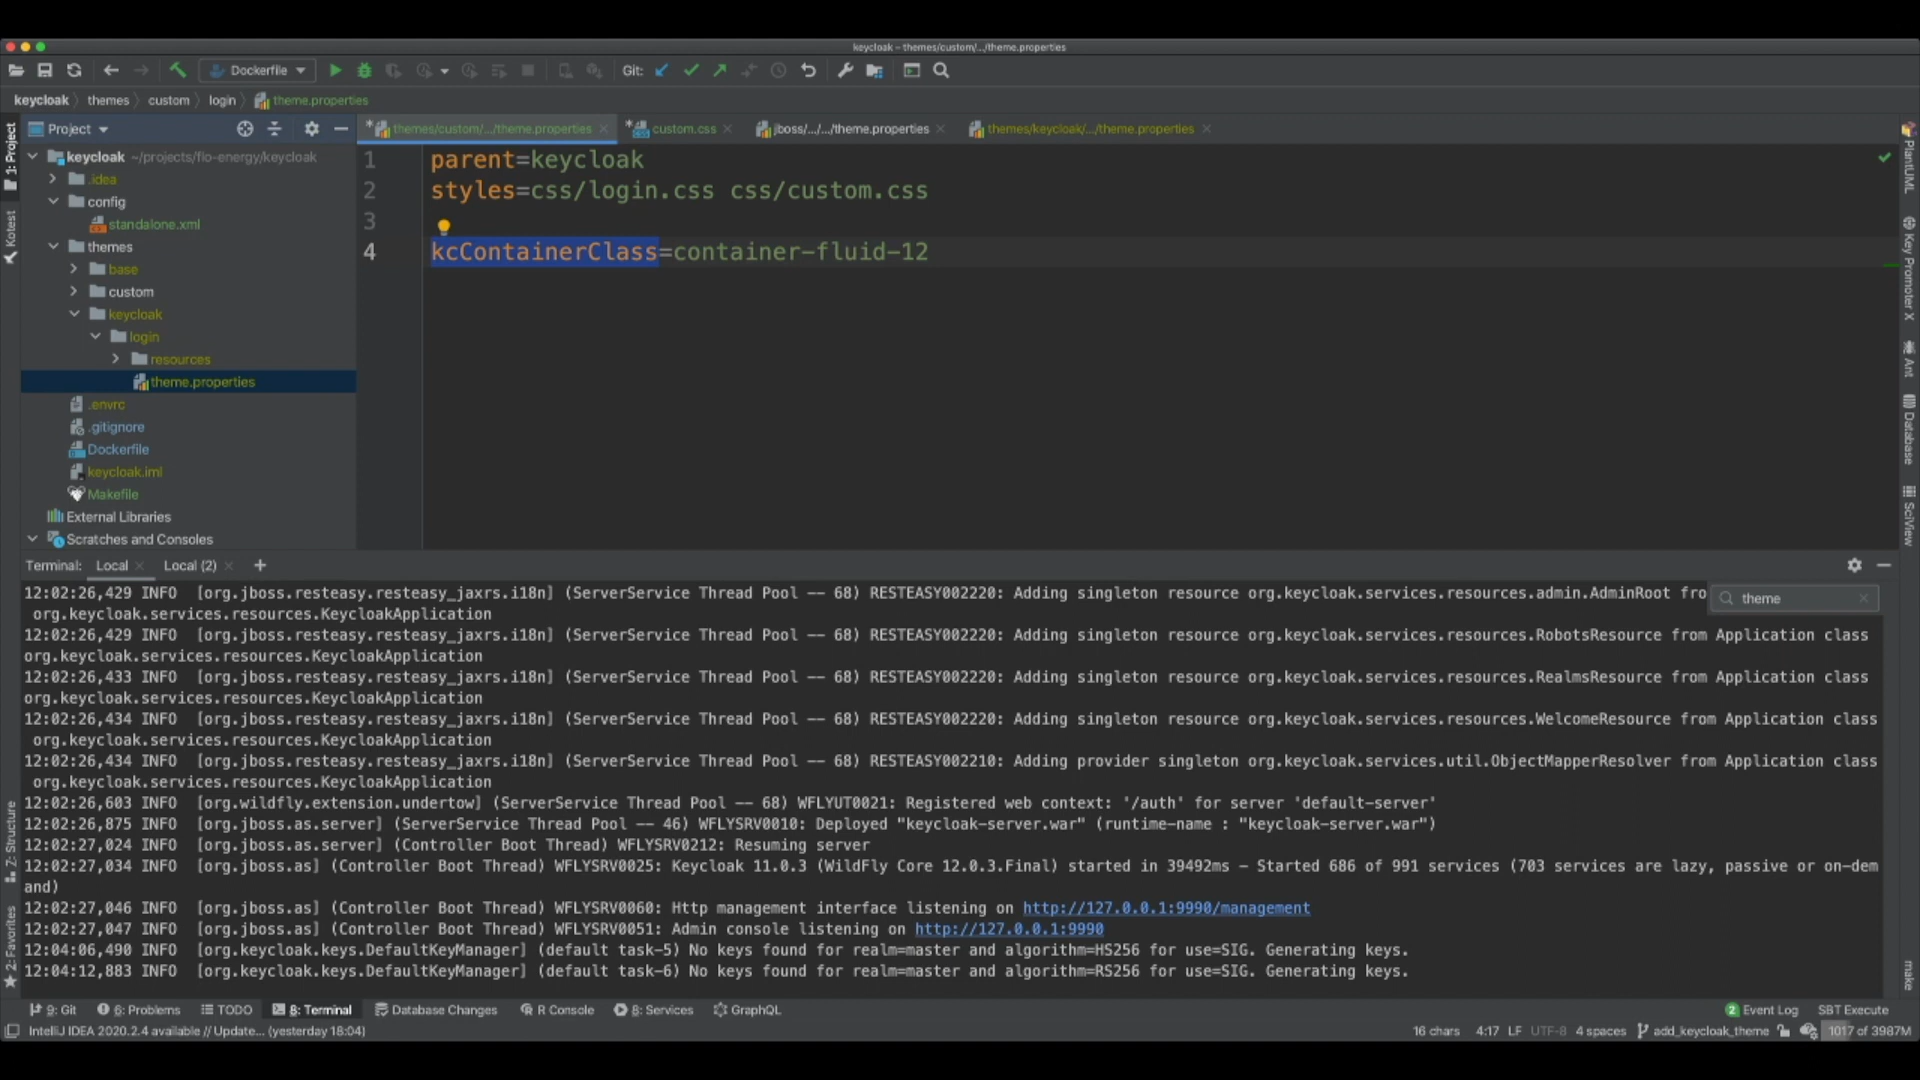 keycloak – themes/custom/.../theme.properties
Dockerfile
Git:
keycloak themes custom login theme.properties
Project
themes/custom/.../theme.properties
custom.css
jboss/.../.../theme.properties
themes/keycloak/.../theme.properties
1: Project
Kotest
Z: Structure
2: Favorites
keycloak ~/projects/fio-energy/keycloak
.idea
config
standalone.xml
themes
base
custom
keycloak
login
resources
theme.properties
.envrc
.gitignore
Dockerfile
keycloak.iml
Makefile
External Libraries
Scratches and Consoles
1 parent=keycloak
2 styles=css/login.css css/custom.css
3
4 kcContainerClass=container-fluid-12
PlantUML
Key Promoter X
Ant
Database
SciView
make
Terminal: Local Local (2)
theme
12:02:26,429 INFO [org.jboss.resteasy.resteasy_jaxrs.i18n] (ServerService Thread Pool -- 68) RESTEASY002220: Adding singleton resource org.keycloak.services.resources.admin.AdminRoot fro
org.keycloak.services.resources.KeycloakApplication
12:02:26,429 INFO [org.jboss.resteasy.resteasy_jaxrs.i18n] (ServerService Thread Pool -- 68) RESTEASY002220: Adding singleton resource org.keycloak.services.resources.RobotsResource from Application class
org.keycloak.services.resources.KeycloakApplication
12:02:26,433 INFO [org.jboss.resteasy.resteasy_jaxrs.i18n] (ServerService Thread Pool -- 68) RESTEASY002220: Adding singleton resource org.keycloak.services.resources.RealmsResource from Application class
org.keycloak.services.resources.KeycloakApplication
12:02:26,434 INFO [org.jboss.resteasy.resteasy_jaxrs.i18n] (ServerService Thread Pool -- 68) RESTEASY002220: Adding singleton resource org.keycloak.services.resources.WelcomeResource from Application class
org.keycloak.services.resources.KeycloakApplication
12:02:26,434 INFO [org.jboss.resteasy.resteasy_jaxrs.i18n] (ServerService Thread Pool -- 68) RESTEASY002210: Adding provider singleton org.keycloak.services.util.ObjectMapperResolver from Application class
org.keycloak.services.resources.KeycloakApplication
12:02:26,603 INFO [org.wildfly.extension.undertow] (ServerService Thread Pool -- 68) WFLYUT0021: Registered web context: '/auth' for server 'default-server'
12:02:26,875 INFO [org.jboss.as.server] (ServerService Thread Pool -- 46) WFLYSRV0010: Deployed "keycloak-server.war" (runtime-name : "keycloak-server.war")
12:02:27,024 INFO [org.jboss.as.server] (Controller Boot Thread) WFLYSRV0212: Resuming server
12:02:27,034 INFO [org.jboss.as] (Controller Boot Thread) WFLYSRV0025: Keycloak 11.0.3 (WildFly Core 12.0.3.Final) started in 39492ms - Started 686 of 991 services (703 services are lazy, passive or on-dem
and)
12:02:27,046 INFO [org.jboss.as] (Controller Boot Thread) WFLYSRV0060: Http management interface listening on http://127.0.0.1:9990/management
12:02:27,047 INFO [org.jboss.as] (Controller Boot Thread) WFLYSRV0051: Admin console listening on http://127.0.0.1:9990
12:04:06,490 INFO [org.keycloak.keys.DefaultKeyManager] (default task-5) No keys found for realm=master and algorithm=HS256 for use=SIG. Generating keys.
12:04:12,883 INFO [org.keycloak.keys.DefaultKeyManager] (default task-6) No keys found for realm=master and algorithm=RS256 for use=SIG. Generating keys.
9: Git 6: Problems TODO 8: Terminal Database Changes R Console 8: Services GraphQL 2 Event Log SBT Execute
IntelliJ IDEA 2020.2.4 available // Update... (yesterday 18:04) 16 chars 4:17 LF UTF-8 4 spaces add_keycloak_theme 1017 of 3987M